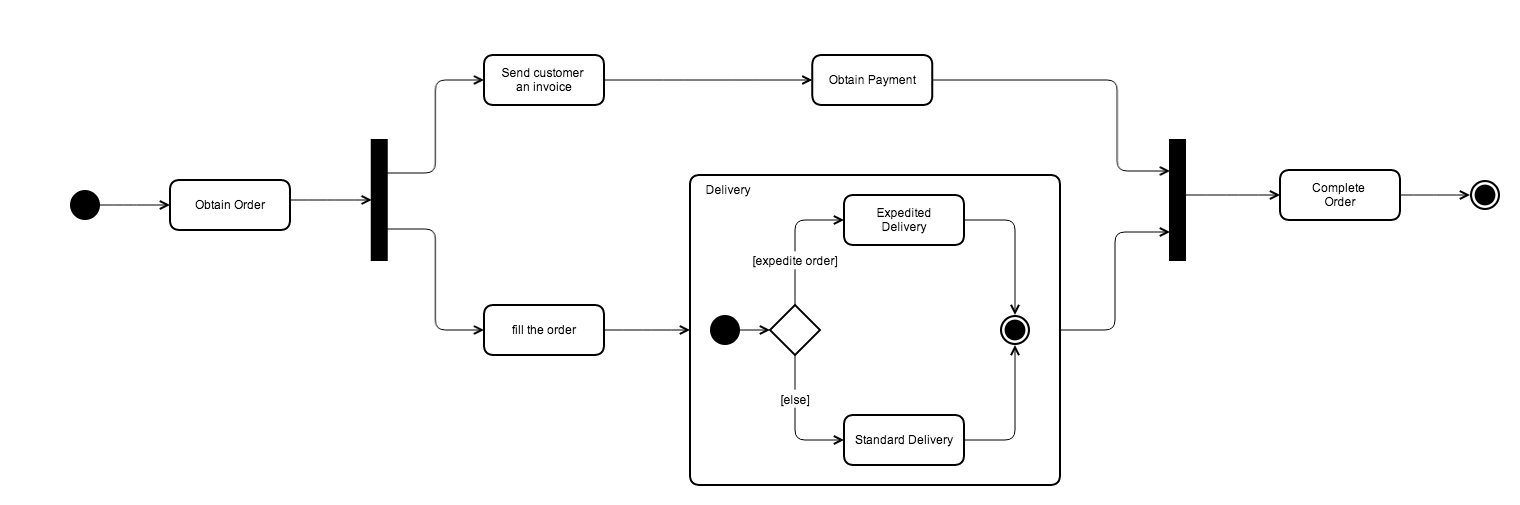 Send customer
an invoice
Obtain Payment
Obtain Order
Delivery
Expedited
Delivery
[expedite order]
Complete
Order
fill the order
[else]
Standard Delivery